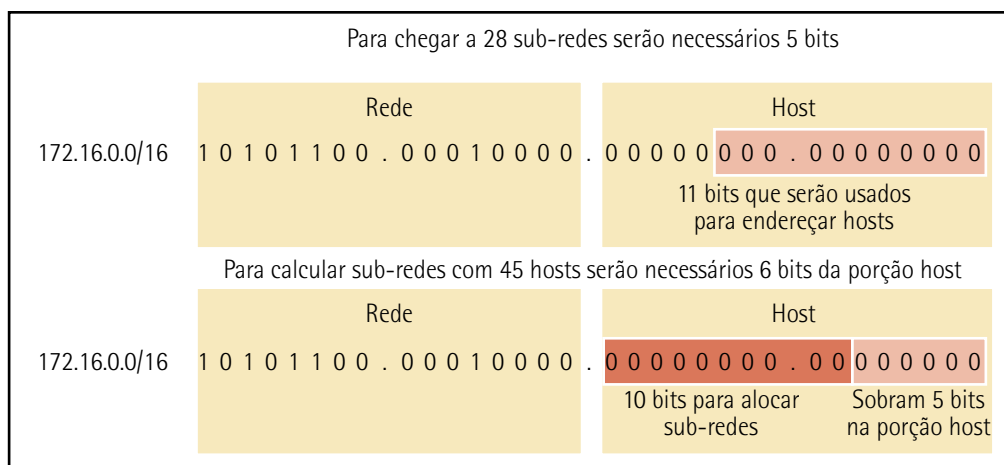 Para chegar a 28 sub-redes serão necessários 5 bits
Rede
Host
172.16.0.0/16
1 0 1 0 1 1 0 0 . 0 0 0 1 0 0 0 0 . 0 0 0 0 0 0 0 0 . 0 0 0 0 0 0 0 0
11 bits que serão usados
para endereçar hosts
Para calcular sub-redes com 45 hosts serão necessários 6 bits da porção host
Rede
Host
172.16.0.0/16
1 0 1 0 1 1 0 0 . 0 0 0 1 0 0 0 0 . 0 0 0 0 0 0 0 0 . 0 0 0 0 0 0 0 0
10 bits para alocar
sub-redes
Sobram 5 bits
na porção host